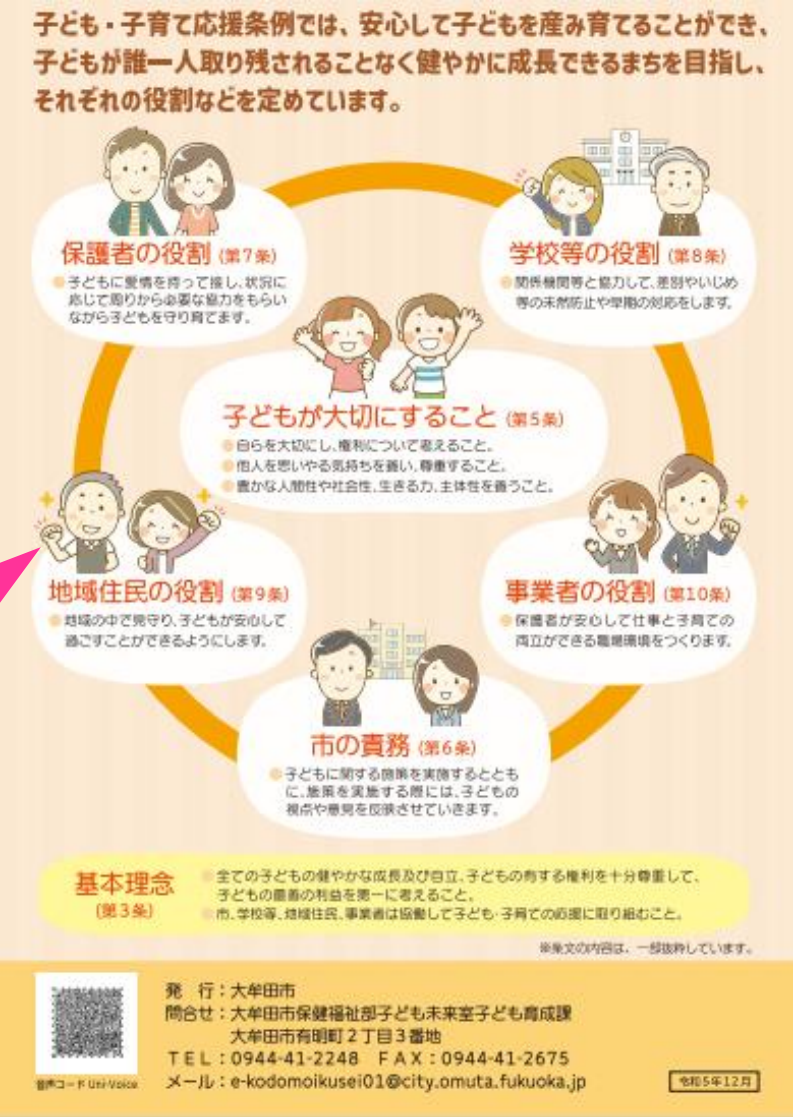 子ども・子育て応援条例では、安心して子どもを産み育てることができ、
子どもが誰一人取り残されることなく健やかに成長できるまちを目指し、
それぞれの役割などを定めています。
保護者の役割（第7条）
子どもに愛情を持って接し、状況に
応じて周りから必要な協力をもらい
ながら子どもを守り育てます。
学校等の役割（第8条）
関係機関等と協力して、差別やいじめ
等の未然防止や早期の対応をします。
子どもが大切にすること（第5条）
自らを大切にし、権利について考えること。
他人を思いやる気持ちを養い、尊重すること。
豊かな人間性や社会性、生きる力、主体性を養うこと。
地域住民の役割（第9条）
地域の中で見守り、子どもが安心して
過ごすことができるようにします。
事業者の役割（第10条）
保護者が安心して仕事と子育ての
両立ができる職場環境をつくります。
市の責務（第6条）
子どもに関する施策を実施するととも
に、施策を実施する際には、子どもの
視点や意見を反映させていきます。
基本理念
（第3条）
全ての子どもの健やかな成長及び自立、子どもの有する権利を十分尊重して、
子どもの最善の利益を第一に考えること。
市、学校等、地域住民、事業者は協働して子ども・子育ての応援に取り組むこと。
※条文の内容は、一部抜粋しています。
発 行：大牟田市
問合せ：大牟田市保健福祉部子ども未来室子ども育成課
大牟田市有明町２丁目３番地
ＴＥＬ：0944-41-2248 ＦＡＸ：0944-41-2675
メール：e-kodomoikusei01@city.omuta.fukuoka.jp
音声コード Uni-Voice
令和5年12月